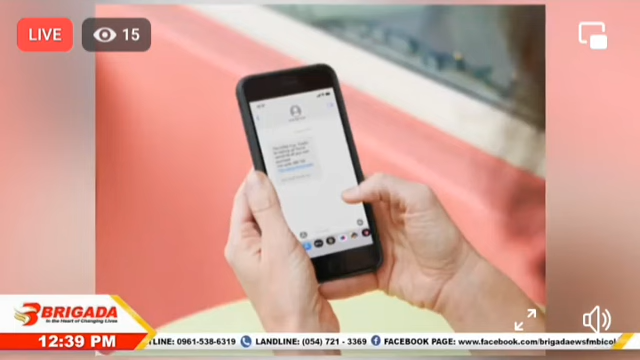 LIVE
15
BRIGADA
In the Heart of Changing Lives
12:39 PM
TLINE: 0961-538-6319 LANDLINE: (054) 721 - 3369 FACEBOOK PAGE: www.facebook.com/brigadaewsfmbicol